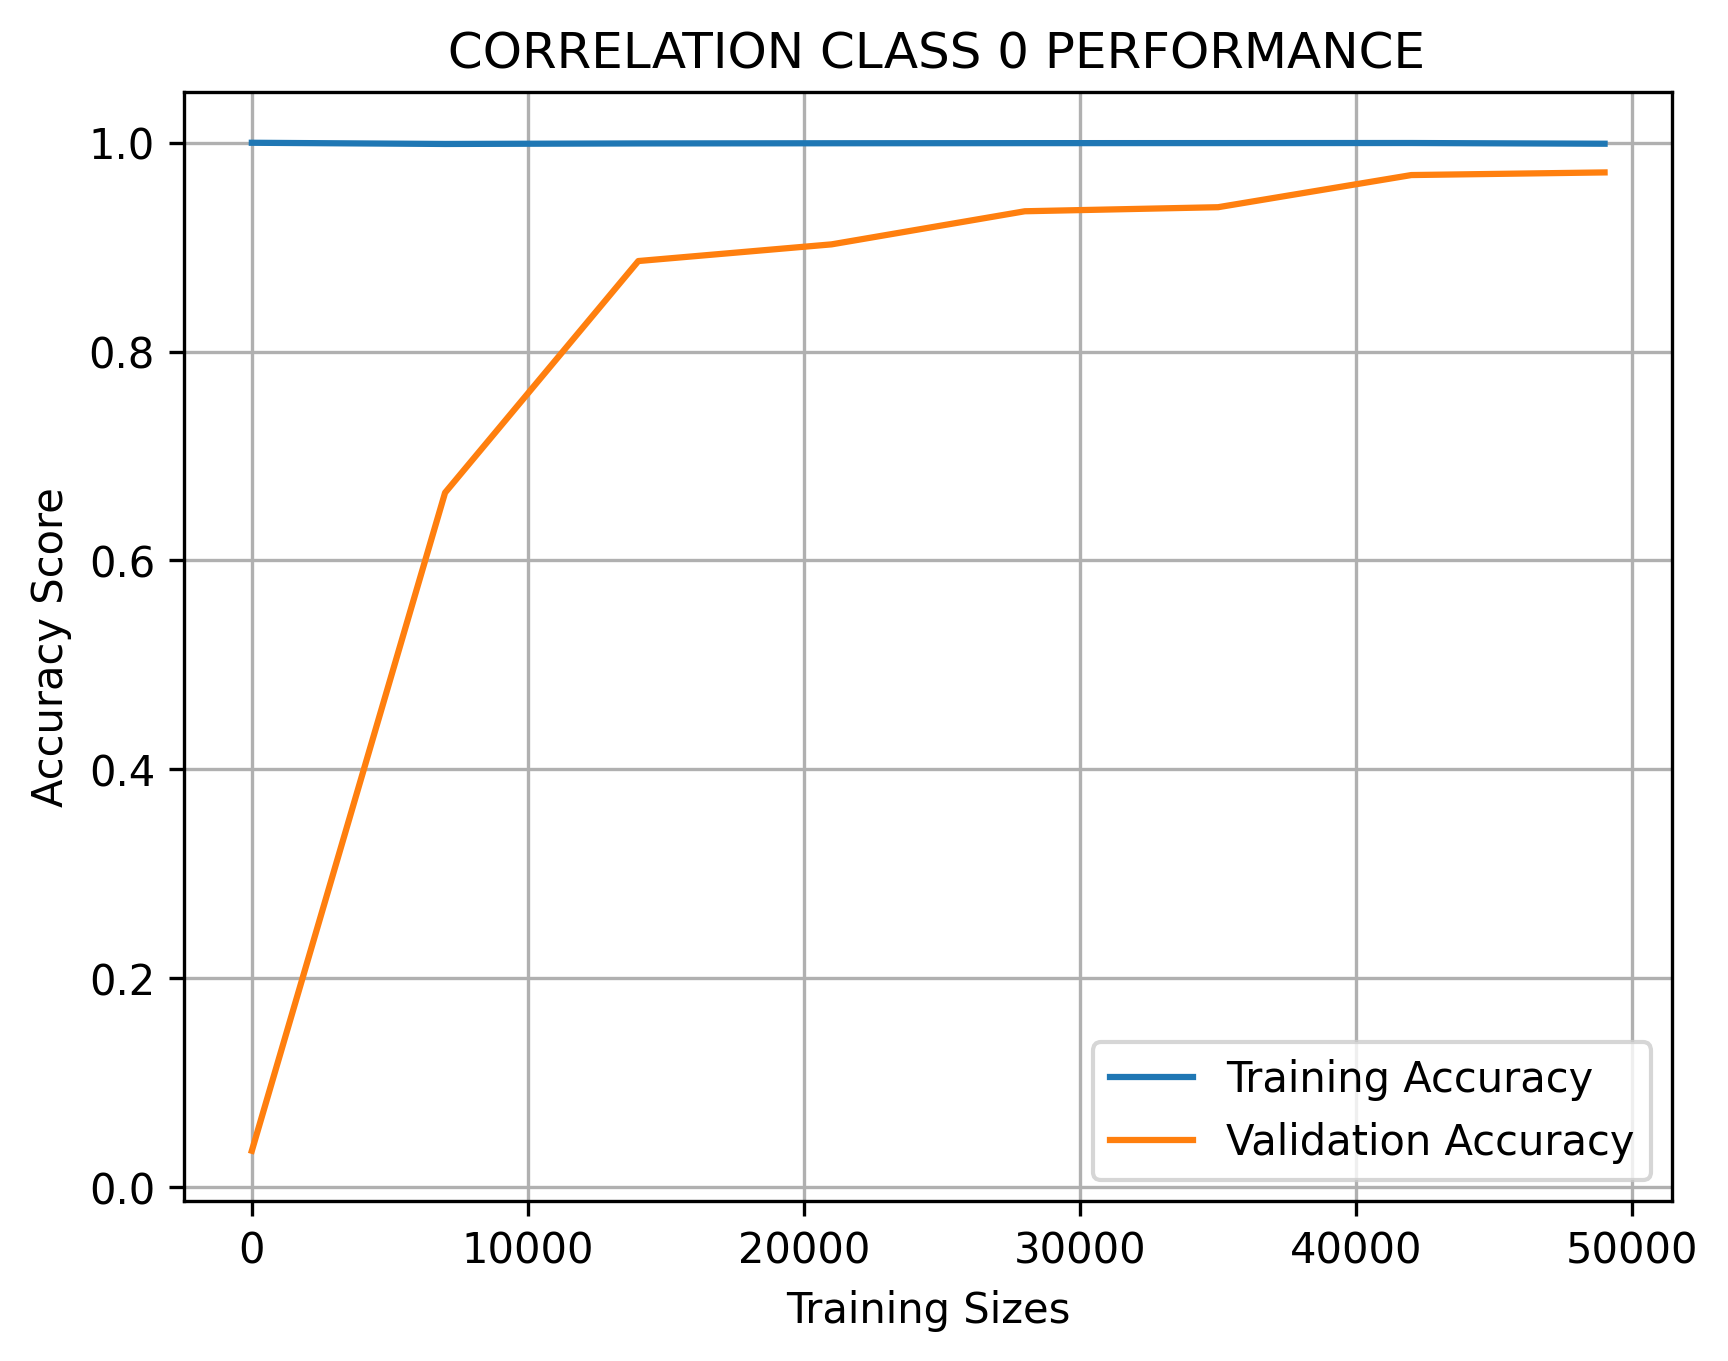 CORRELATION CLASS 0 PERFORMANCE
1.0
0.8
0.6
0.4
0.2
0.0
Accuracy Score
Training Accuracy
Validation Accuracy
0 10000 20000 30000 40000 50000
Training Sizes